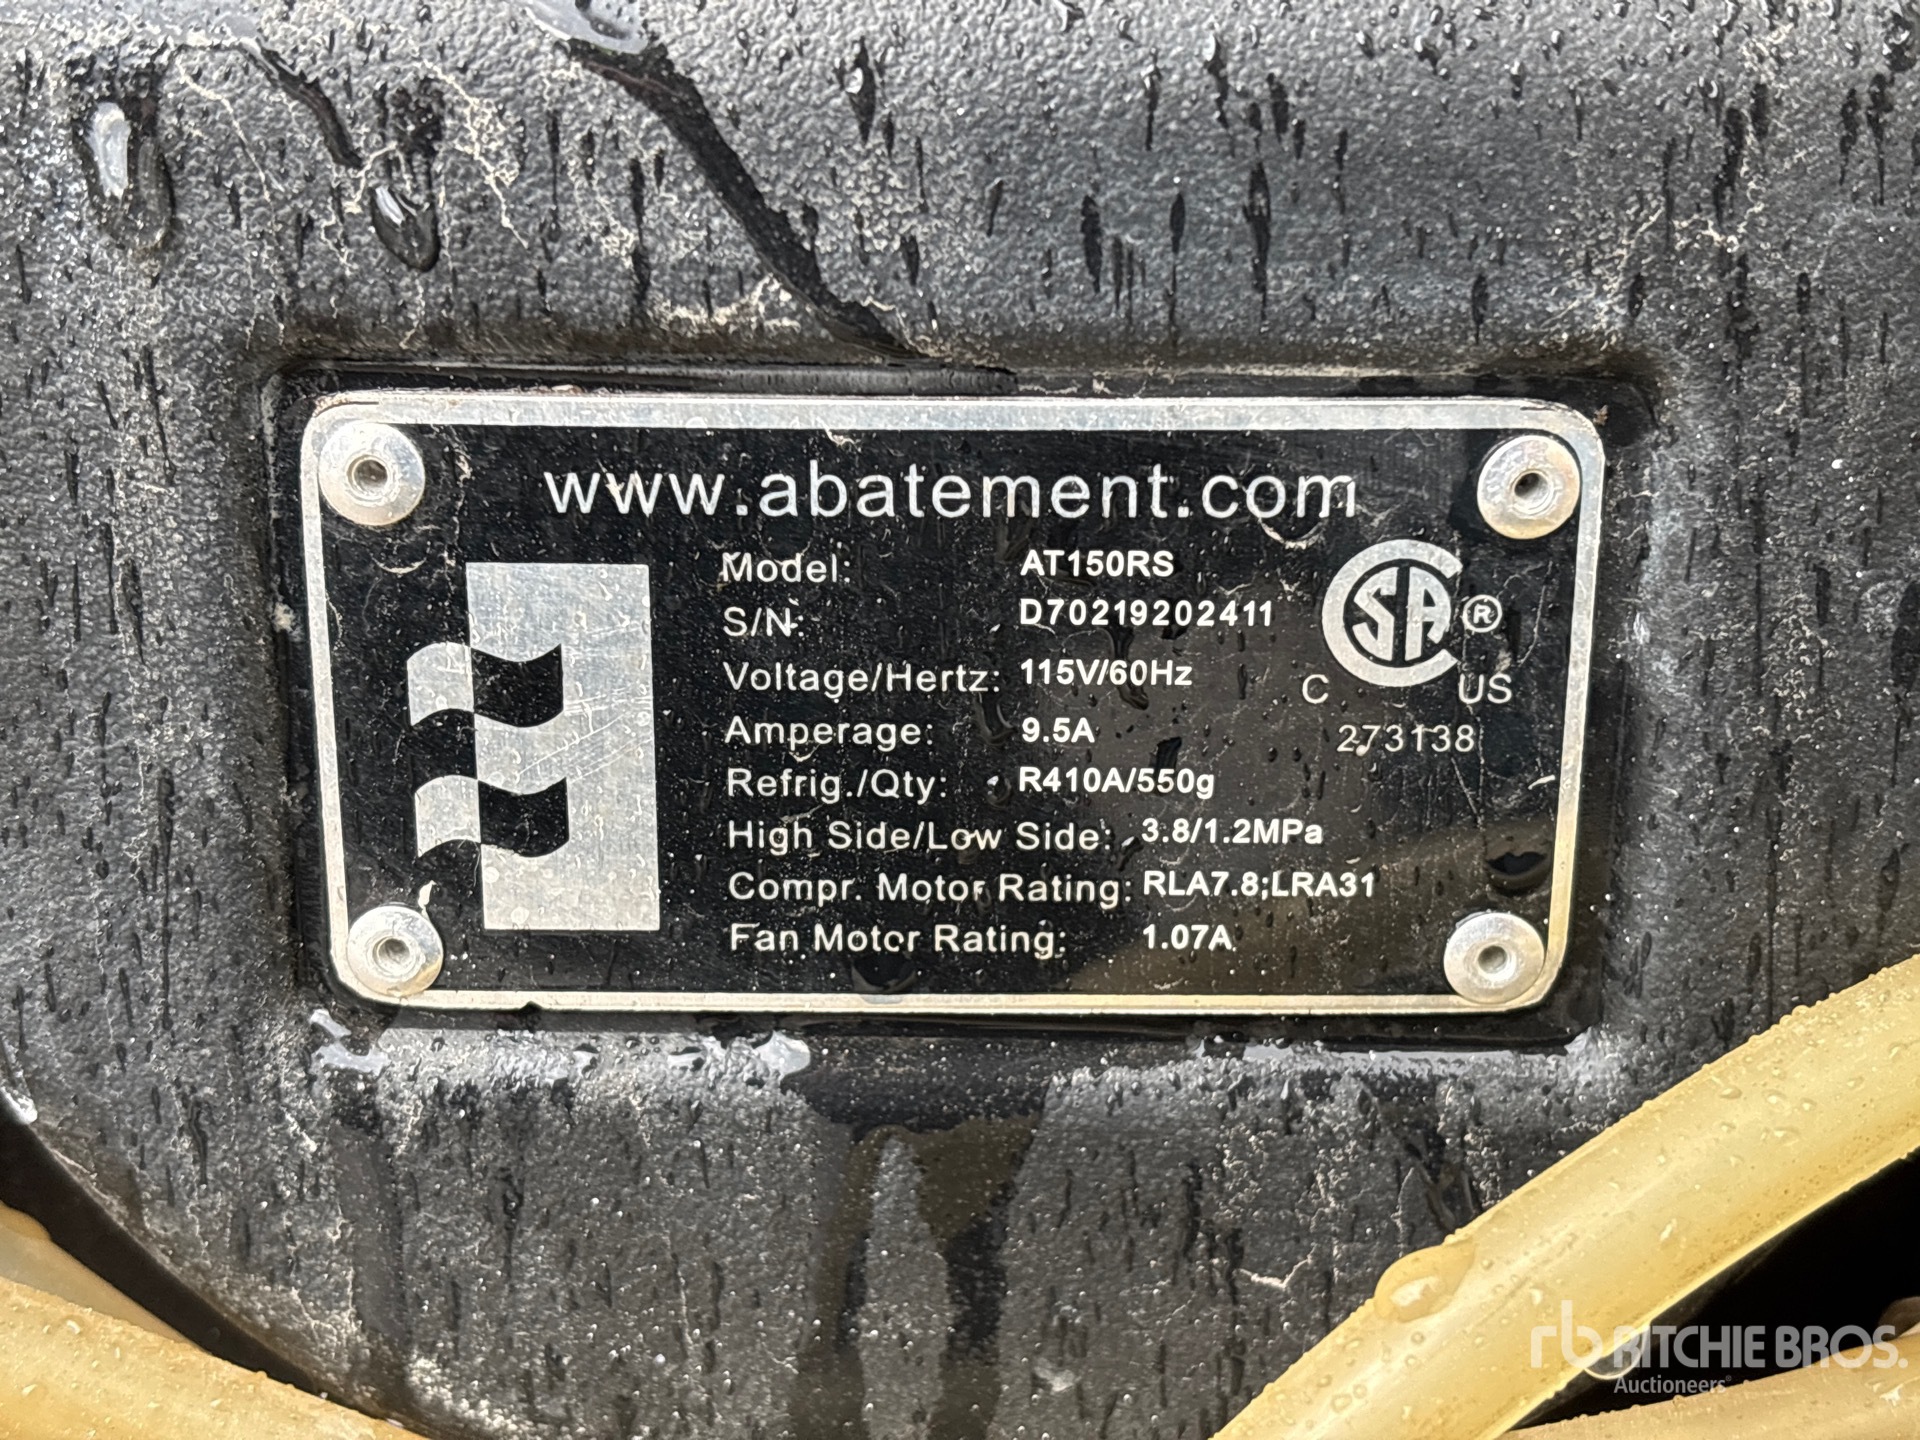 www.abatement.com
Model: AT150RS
S/N: D70219202411
Voltage/Hertz: 115V/60Hz
Amperage: 9.5A
Refrig./Qty: R410A/550g
High Side/Low Side: 3.8/1.2MPa
Compr. Motor Rating: RLA7.8;LRA31
Fan Motor Rating: 1.07A
CSA ®
C US
273138
rb RITCHIE BROS.
Auctioneers®